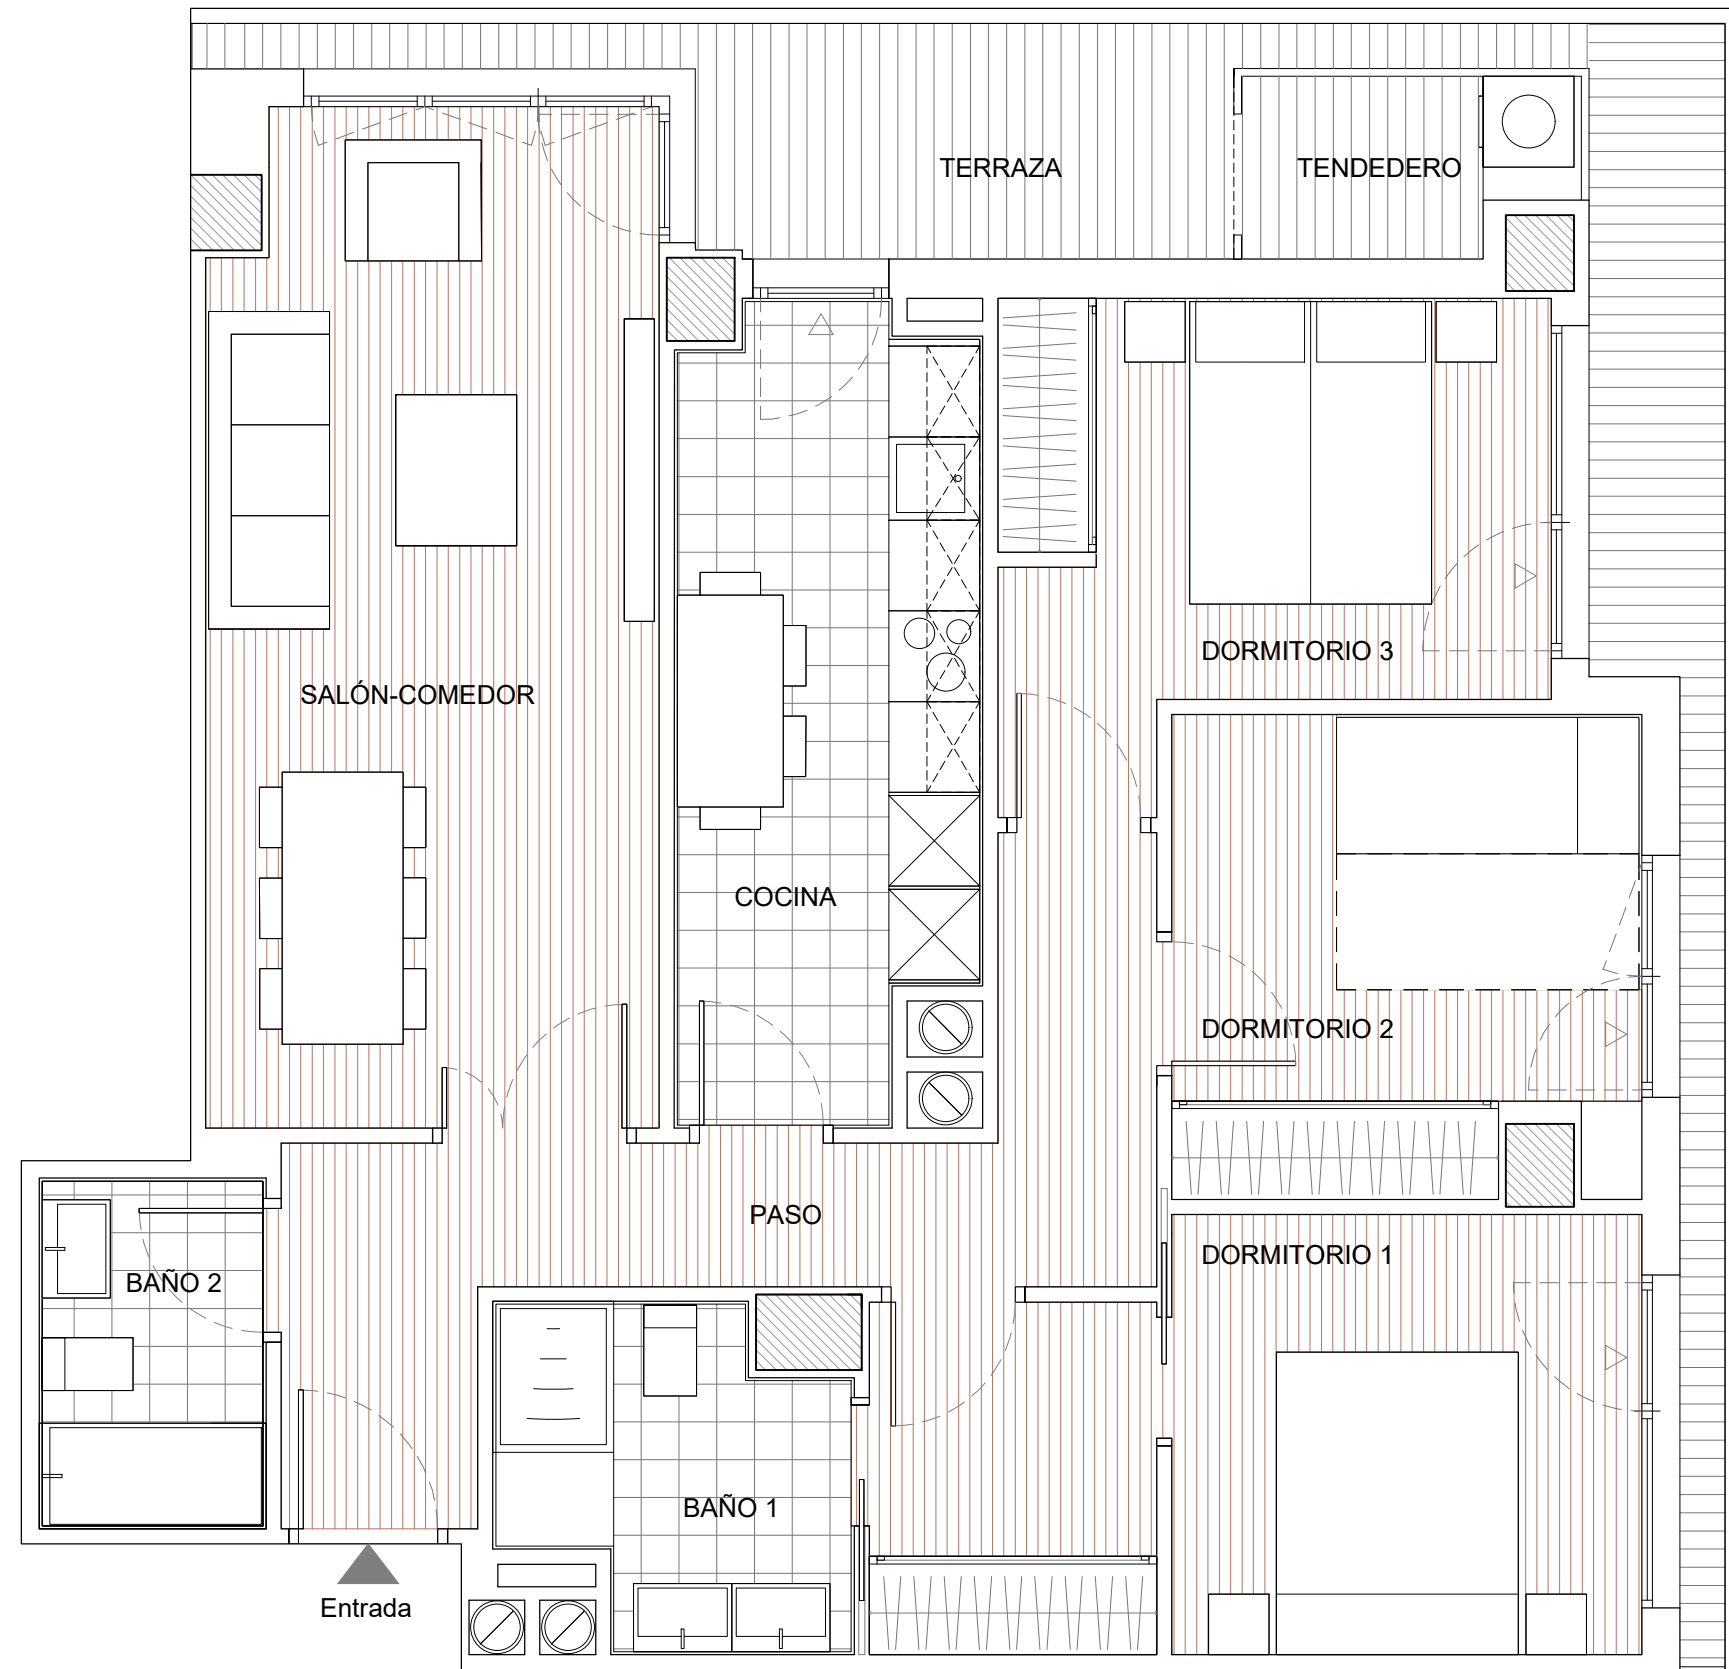 TERRAZA
TENDEDERO
DORMITORIO 3
SALÓN-COMEDOR
COCINA
DORMITORIO 2
PASO
DORMITORIO 1
BAÑO 2
BAÑO 1
Entrada